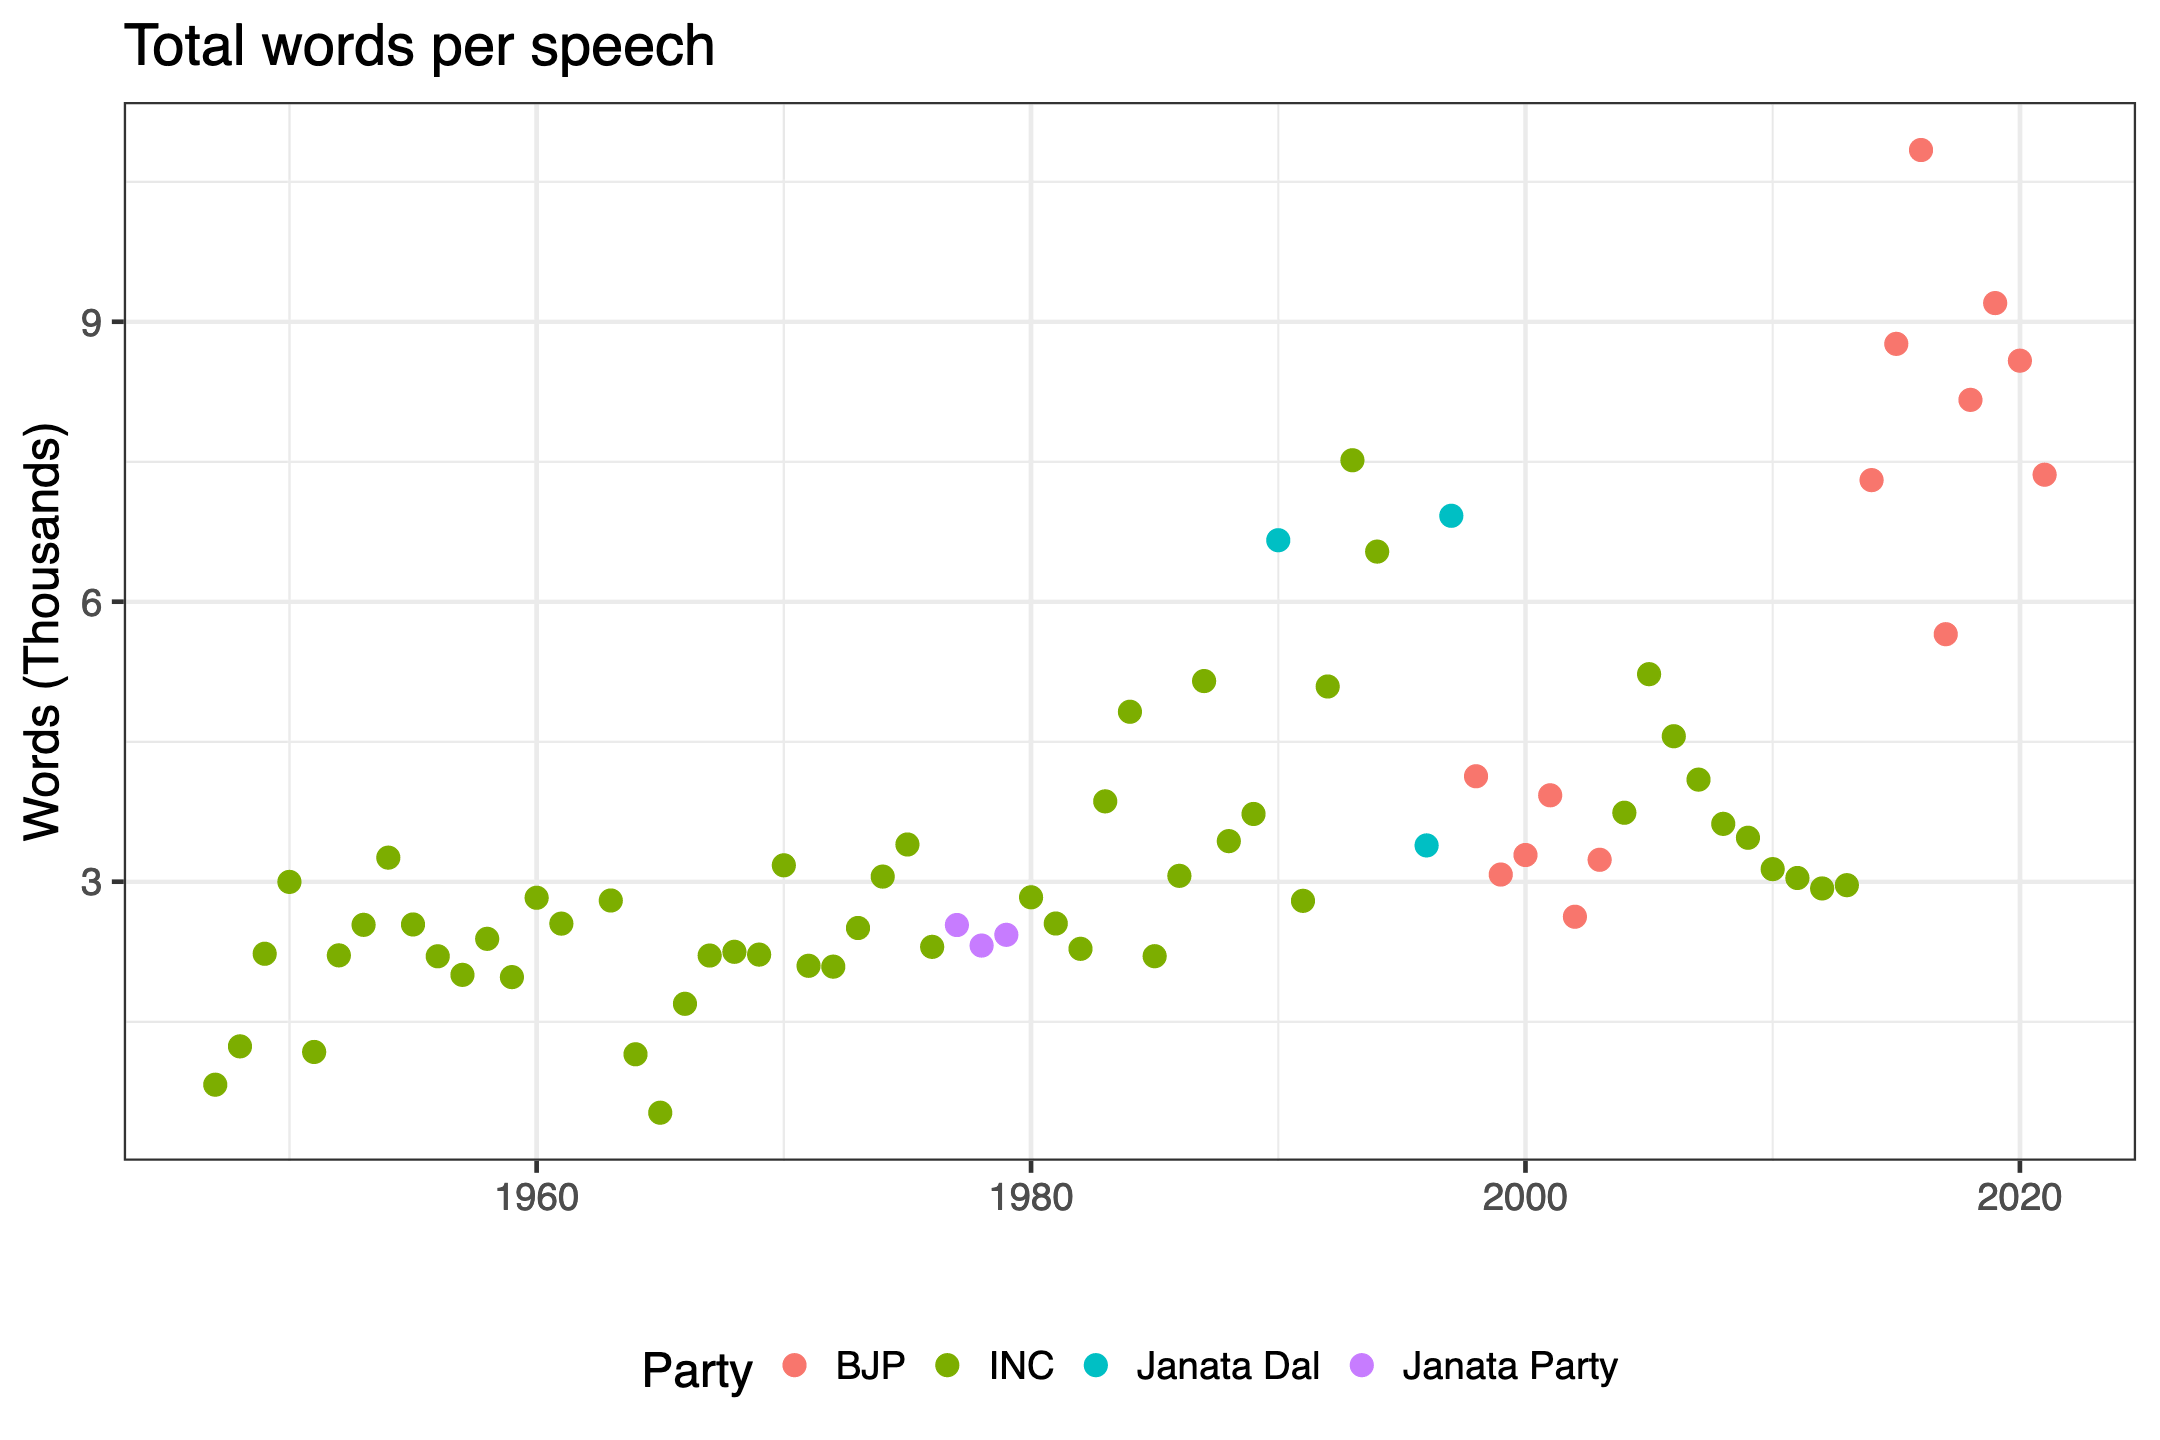 Total words per speech
Words (Thousands)
9
6
3
1960 1980 2000 2020
Party BJP INC Janata Dal Janata Party